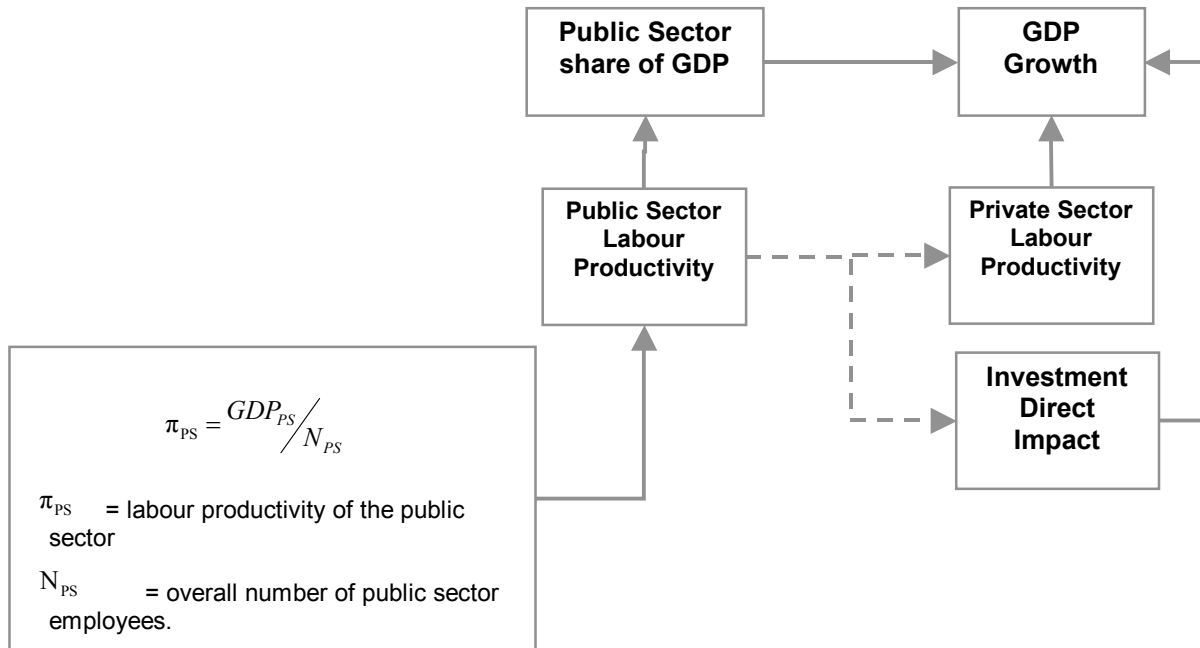 Public Sector
share of GDP
GDP
Growth
Public Sector
Labour
Productivity
Private Sector
Labour
Productivity
Investment
Direct
Impact
π_PS = GDP_PS / N_PS
π_PS = labour productivity of the public
sector
N_PS = overall number of public sector
employees.